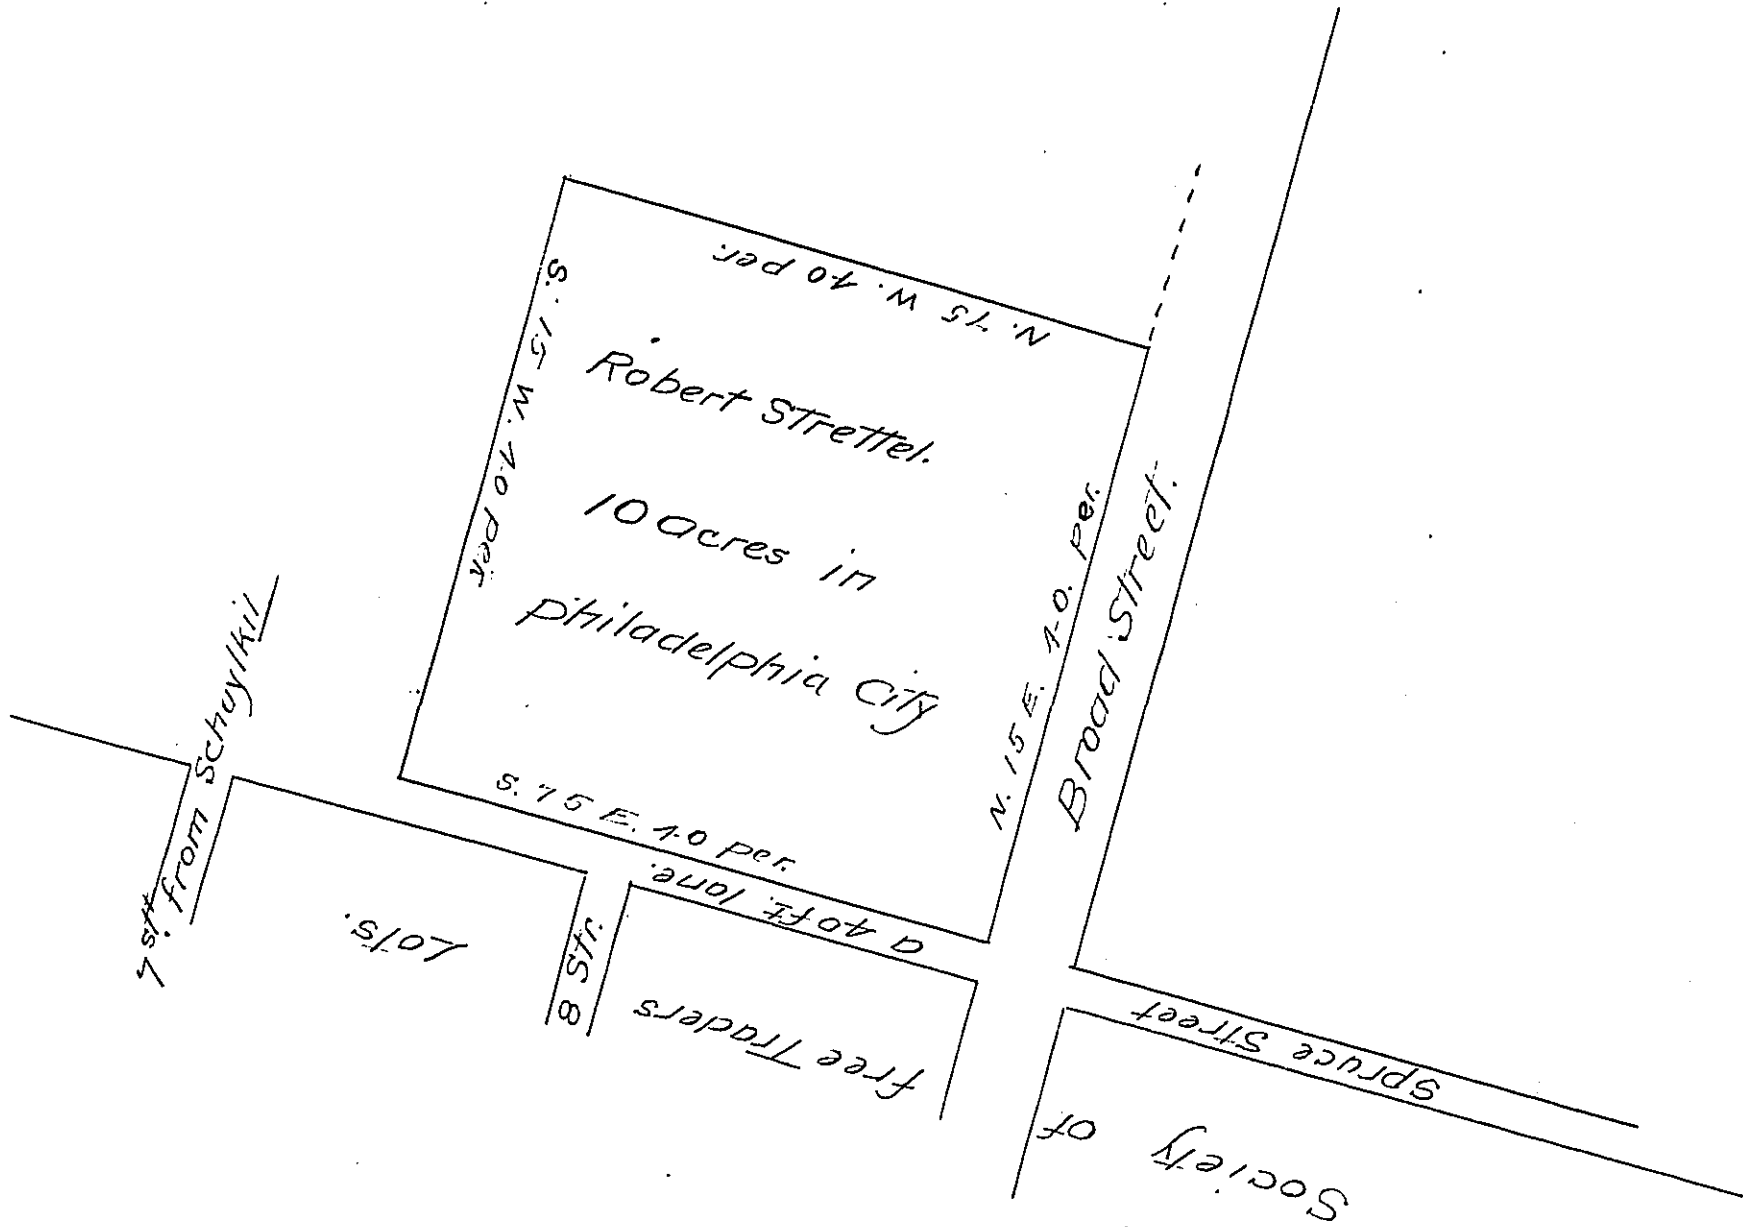 N. 75 W. 40 per.
S. 15 W. 40 per
Robert Strettel.
10 acres in
Philadelphia City
N. 15 E. 40. Per.
Broad Street.
S. 75 E. 40 per.
a 40 ft. lane.
7 st. from Schuylkil
8 Str.
Spruce Street
Society of
free Traders
Lots.